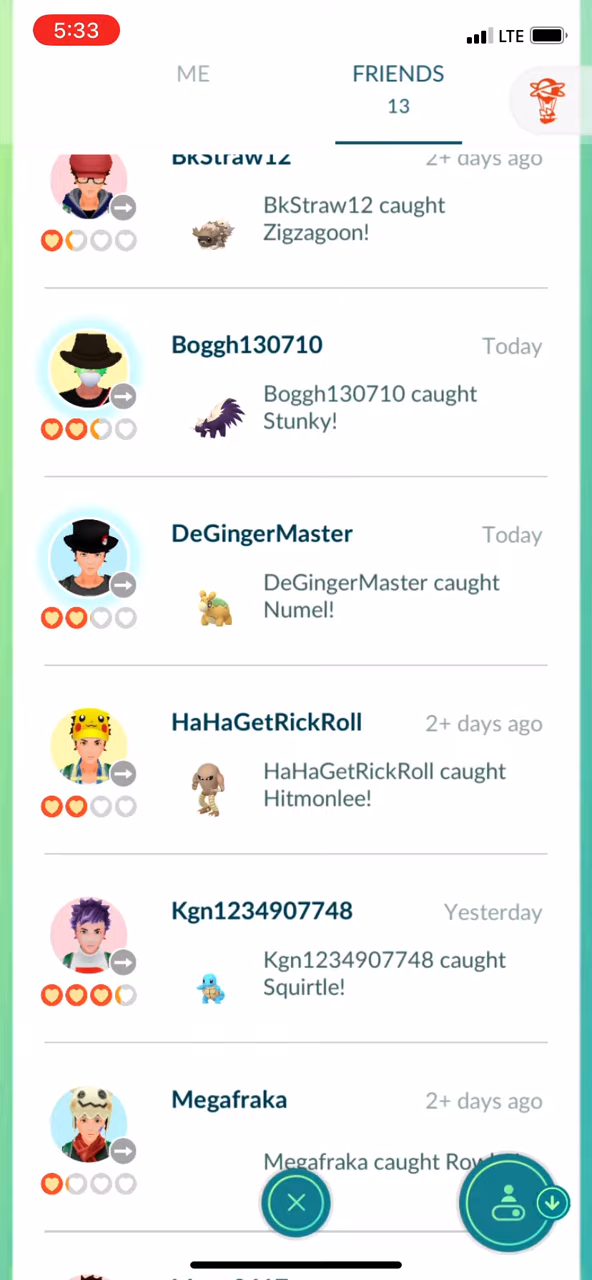 5:33
LTE
ME
FRIENDS
13
BkStraw12
2+ days ago
BkStraw12 caught
Zigzagoon!
Boggh130710
Today
Boggh130710 caught
Stunky!
DeGingerMaster
Today
DeGingerMaster caught
Numel!
HaHaGetRickRoll
2+ days ago
HaHaGetRickRoll caught
Hitmonlee!
Kgn1234907748
Yesterday
Kgn1234907748 caught
Squirtle!
Megafraka
2+ days ago
Megafraka caught